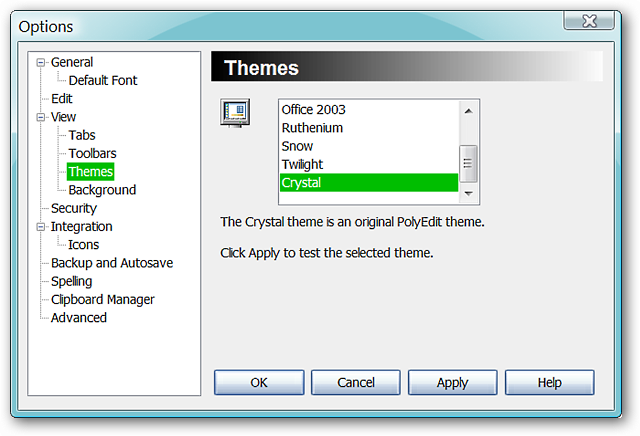 Options
General
Default Font
Edit
View
Tabs
Toolbars
Themes
Background
Security
Integration
Icons
Backup and Autosave
Spelling
Clipboard Manager
Advanced
Themes
Office 2003
Ruthenium
Snow
Twilight
Crystal
The Crystal theme is an original PolyEdit theme.
Click Apply to test the selected theme.
OK Cancel Apply Help